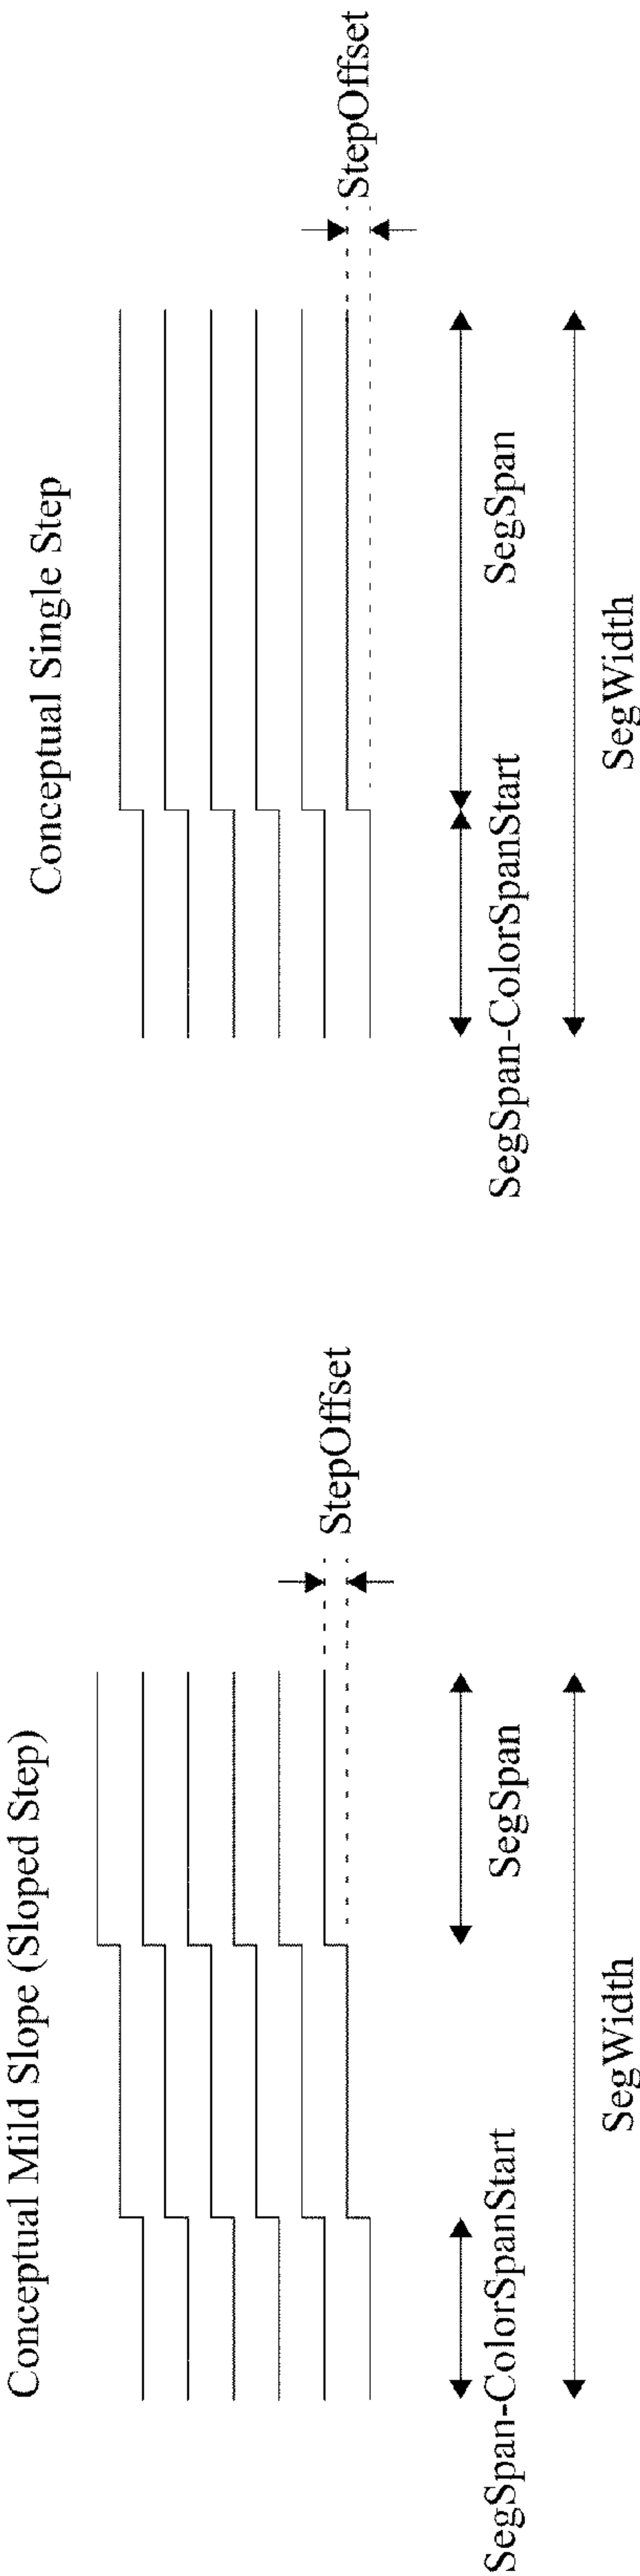 Conceptual Mild Slope (Sloped Step)
StepOffset
SegSpan-ColorSpanStart
SegSpan
SegWidth
Conceptual Single Step
StepOffset
SegSpan-ColorSpanStart
SegSpan
SegWidth